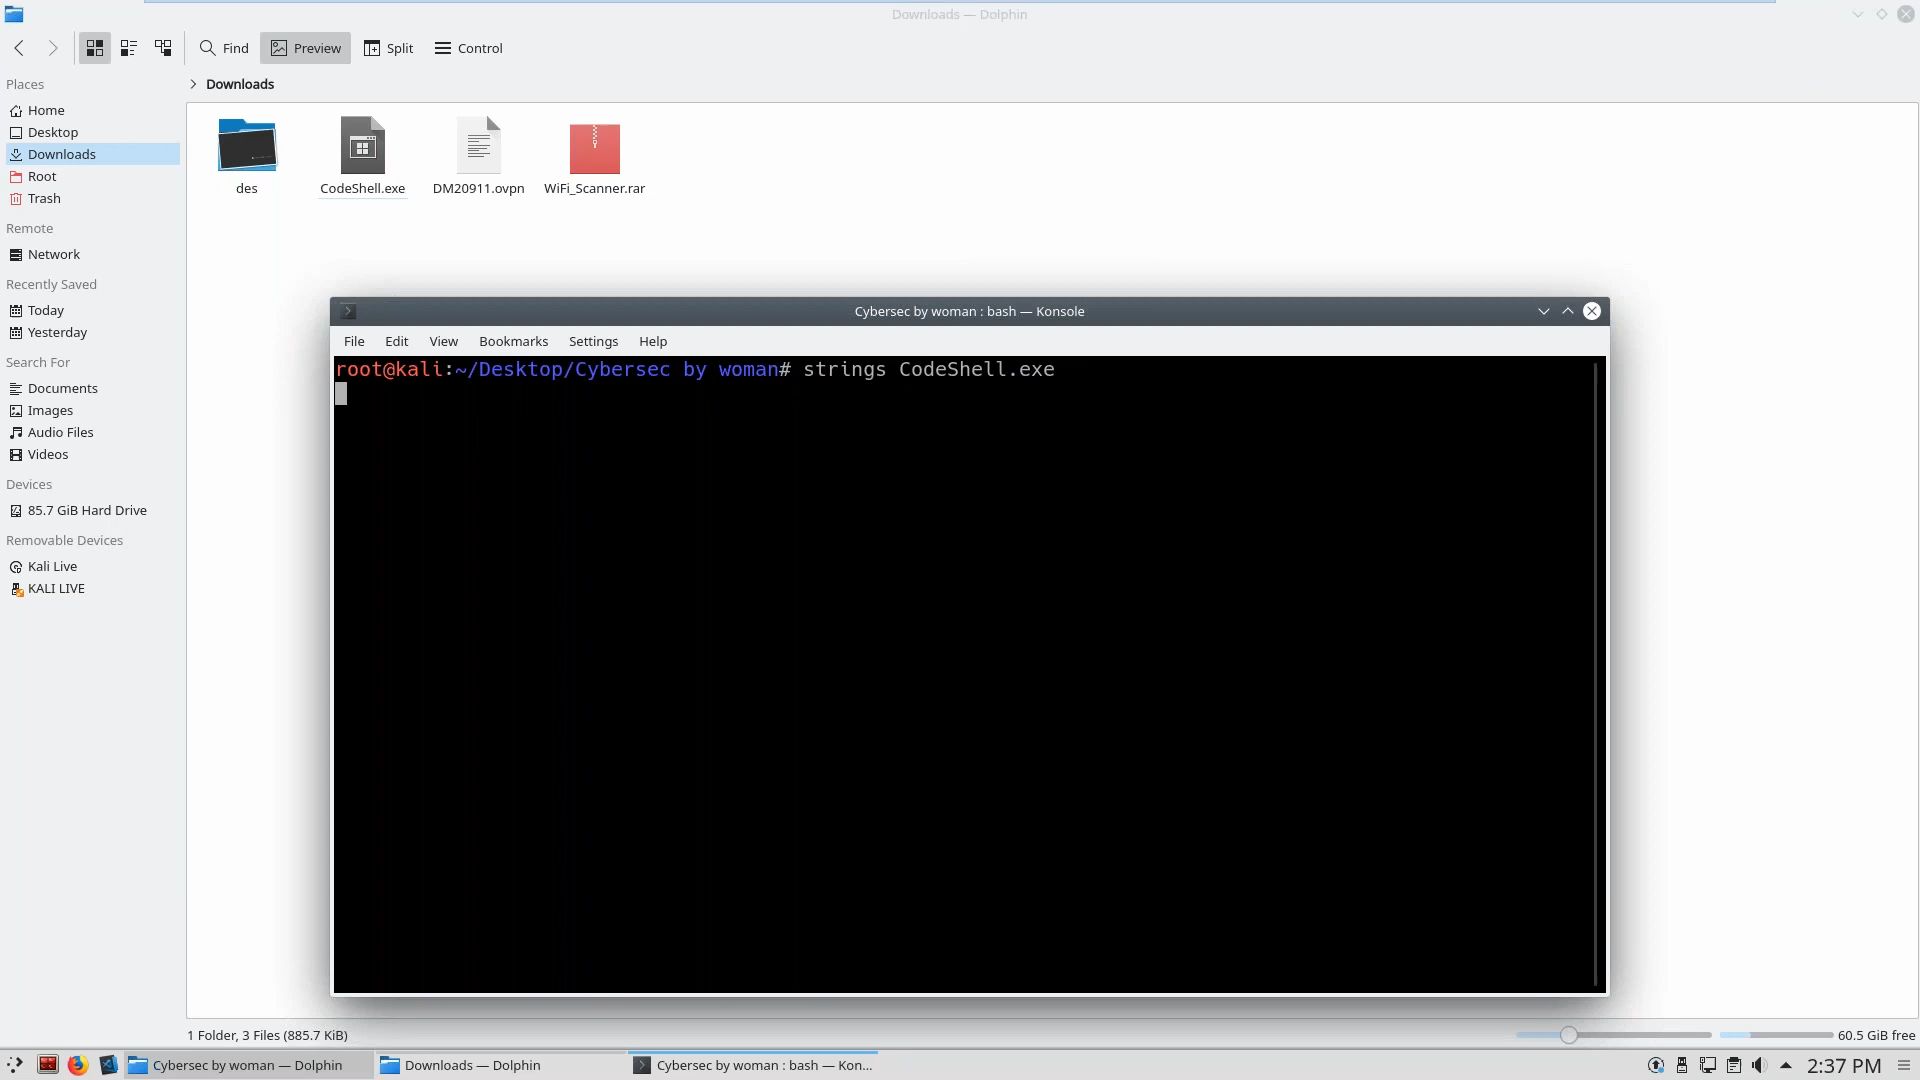 Downloads — Dolphin
Find
Preview
Split
Control
Places
Home
Desktop
Downloads
Root
Trash
Remote
Network
Recently Saved
Today
Yesterday
Search For
Documents
Images
Audio Files
Videos
Devices
85.7 GiB Hard Drive
Removable Devices
Kali Live
KALI LIVE
> Downloads
des
CodeShell.exe
DM20911.ovpn
WiFi_Scanner.rar
Cybersec by woman : bash — Konsole
File Edit View Bookmarks Settings Help
root@kali:~/Desktop/Cybersec by woman# strings CodeShell.exe
1 Folder, 3 Files (885.7 KiB)
60.5 GiB free
Cybersec by woman — Dolphin
Downloads — Dolphin
Cybersec by woman : bash — Kon...
2:37 PM